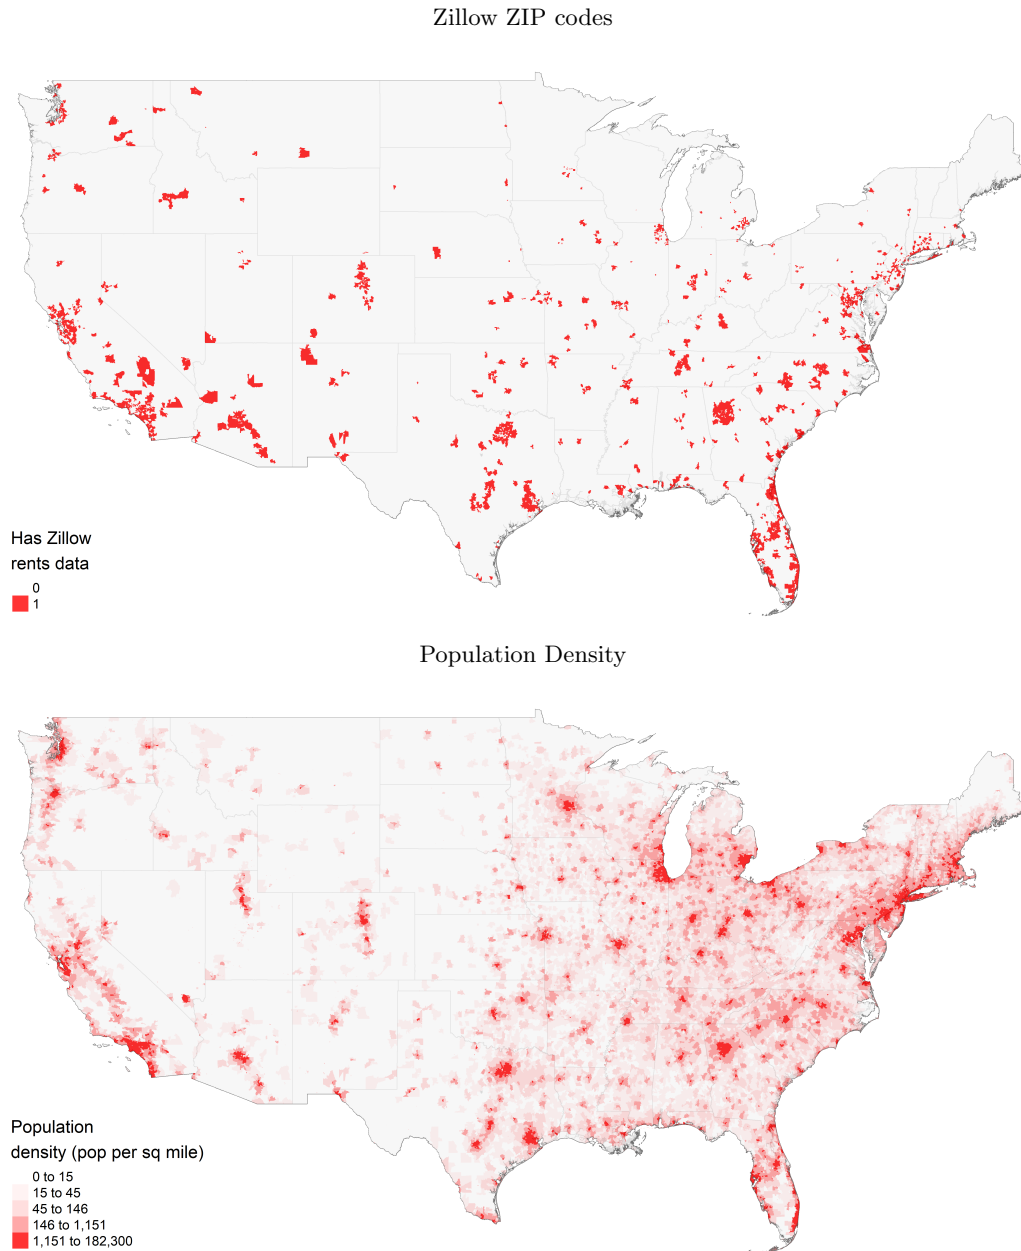 Zillow ZIP codes
Has Zillow
rents data
0
1
Population Density
Population
density (pop per sq mile)
0 to 15
15 to 45
45 to 146
146 to 1,151
1,151 to 182,300